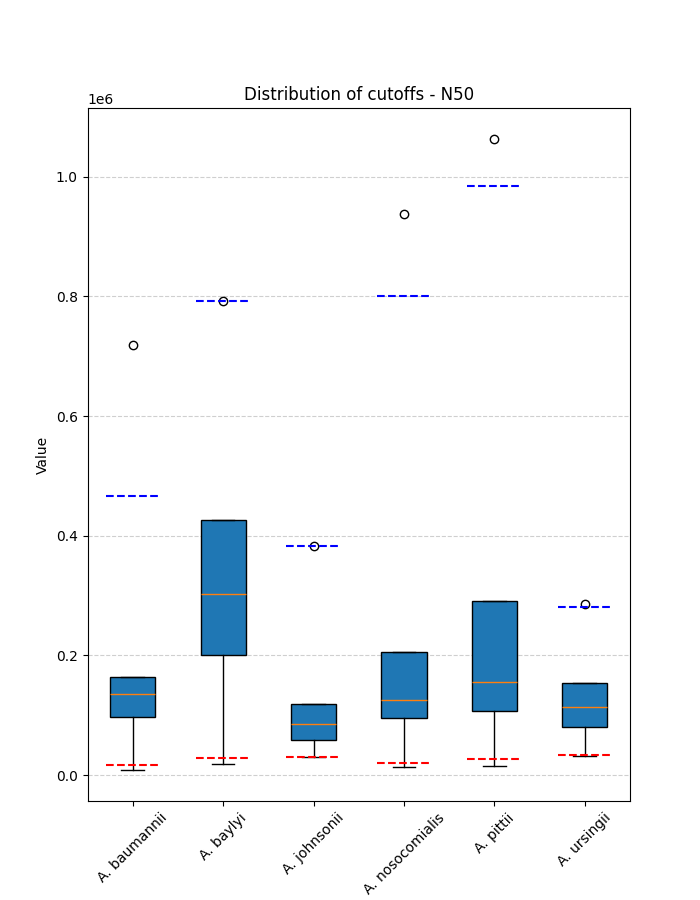 Distribution of cutoffs - N50
1e6
1.0
0.8
0.6
0.4
0.2
0.0
Value
A. baumannii
A. baylyi
A. johnsonii
A. nosocomialis
A. pittii
A. ursingii